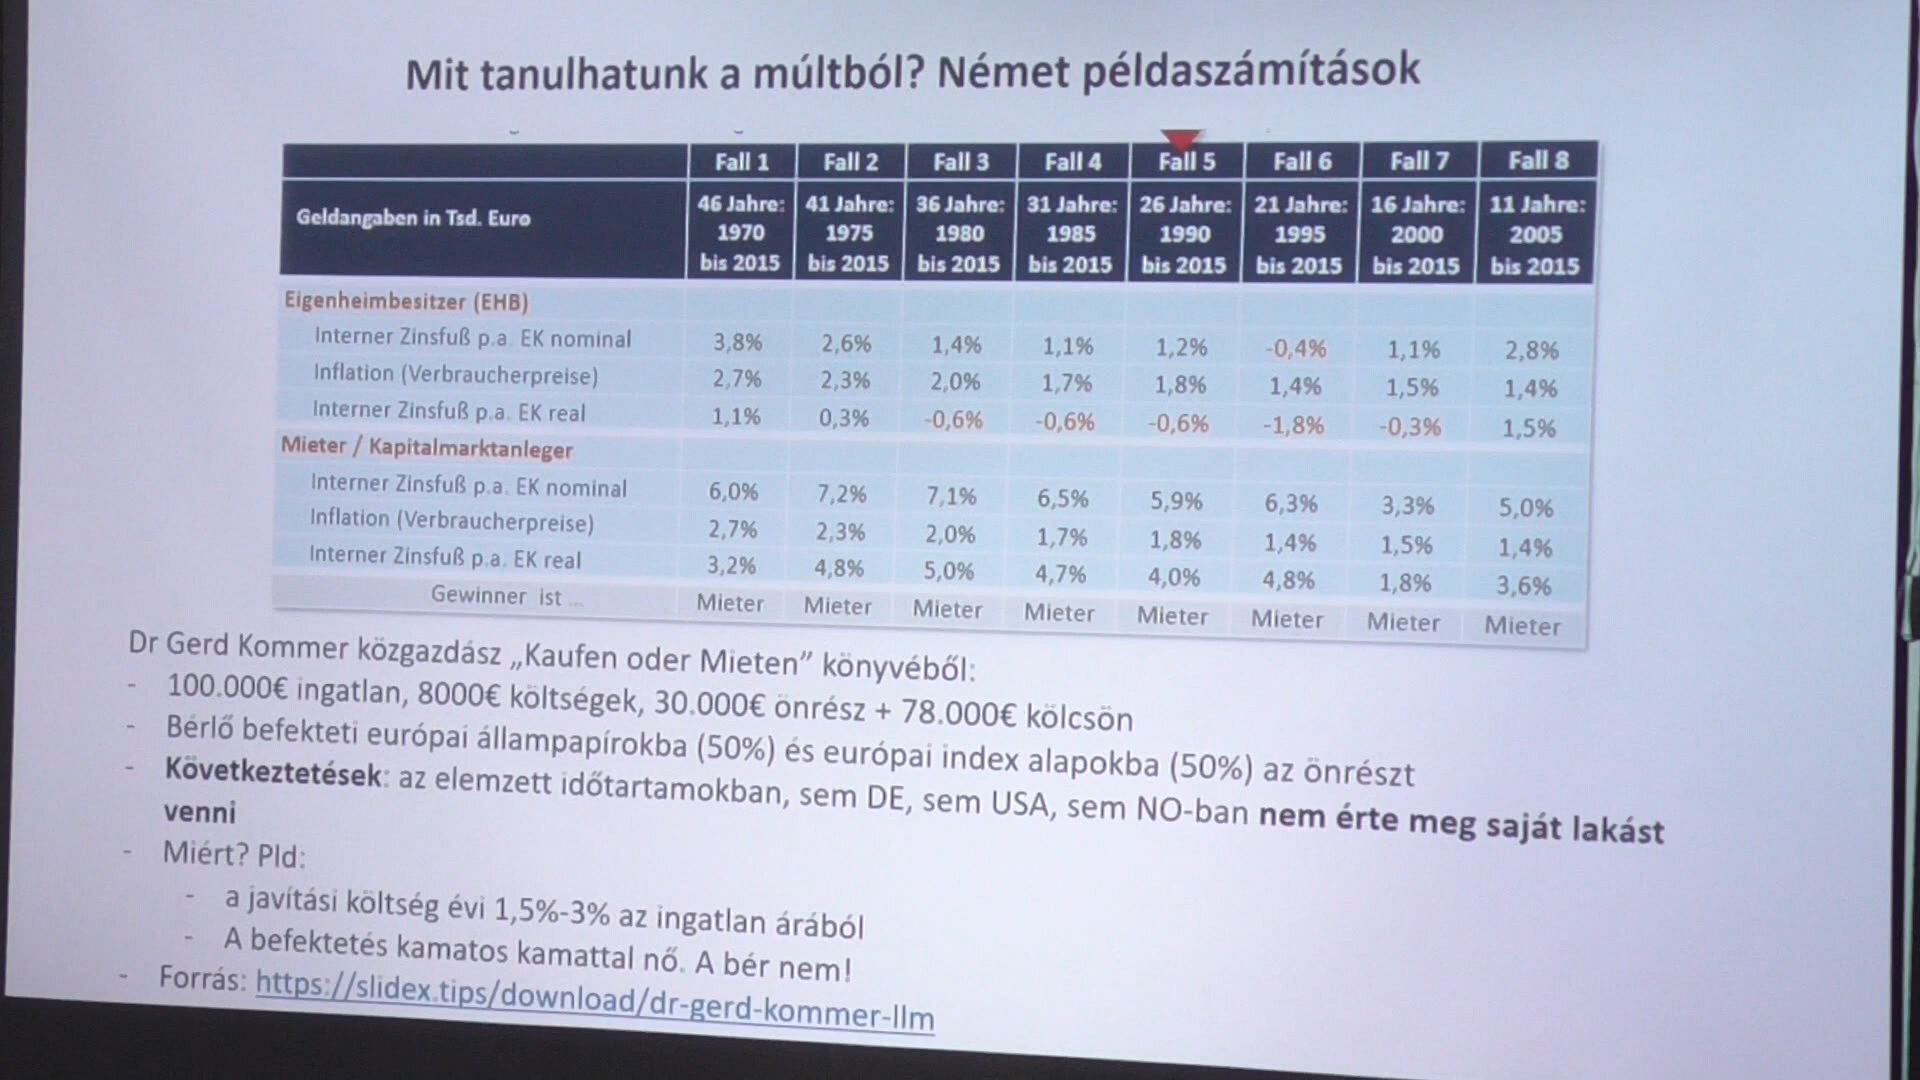 Mit tanulhatunk a múltból? Német példaszámítások
Fall 1 Fall 2 Fall 3 Fall 4 Fall 5 Fall 6 Fall 7 Fall 8
Geldangaben in Tsd. Euro
46 Jahre: 41 Jahre: 36 Jahre: 31 Jahre: 26 Jahre: 21 Jahre: 16 Jahre: 11 Jahre:
1970 1975 1980 1985 1990 1995 2000 2005
bis 2015 bis 2015 bis 2015 bis 2015 bis 2015 bis 2015 bis 2015 bis 2015
Eigenheimbesitzer (EHB)
Interner Zinsfuß p.a. EK nominal 3,8% 2,6% 1,4% 1,1% 1,2% -0,4% 1,1% 2,8%
Inflation (Verbraucherpreise) 2,7% 2,3% 2,0% 1,7% 1,8% 1,4% 1,5% 1,4%
Interner Zinsfuß p.a. EK real 1,1% 0,3% -0,6% -0,6% -0,6% -1,8% -0,3% 1,5%
Mieter / Kapitalmarktanleger
Interner Zinsfuß p.a. EK nominal 6,0% 7,2% 7,1% 6,5% 5,9% 6,3% 3,3% 5,0%
Inflation (Verbraucherpreise) 2,7% 2,3% 2,0% 1,7% 1,8% 1,4% 1,5% 1,4%
Interner Zinsfuß p.a. EK real 3,2% 4,8% 5,0% 4,7% 4,0% 4,8% 1,8% 3,6%
Gewinner ist ... Mieter Mieter Mieter Mieter Mieter Mieter Mieter Mieter
Dr Gerd Kommer közgazdász „Kaufen oder Mieten” könyvéből:
- 100.000€ ingatlan, 8000€ költségek, 30.000€ önrész + 78.000€ kölcsön
- Bérlő befekteti európai állampapírokba (50%) és európai index alapokba (50%) az önrészt
- Következtetések: az elemzett időtartamokban, sem DE, sem USA, sem NO-ban nem érte meg saját lakást
venni
- Miért? Pld:
- a javítási költség évi 1,5%-3% az ingatlan árából
- A befektetés kamatos kamattal nő. A bér nem!
- Forrás: https://slidex.tips/download/dr-gerd-kommer-llm